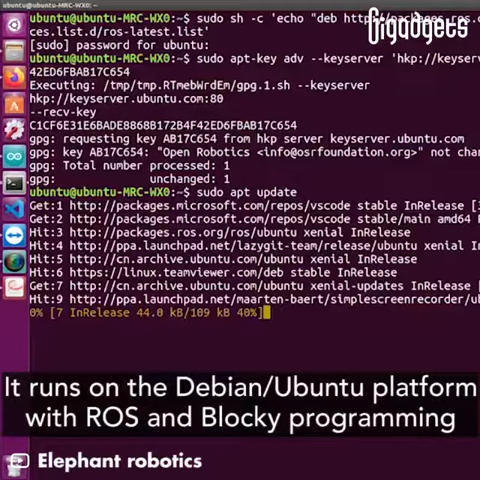 ubuntu@ubuntu-MRC-WX0:~$ sudo sh -c 'echo "deb http://packages.ros.o
ces.list.d/ros-latest.list'
[sudo] password for ubuntu:
ubuntu@ubuntu-MRC-WX0:~$ sudo apt-key adv --keyserver 'hkp://keyserver
42ED6FBAB17C654
Executing: /tmp/tmp.RTmebWrdEm/gpg.1.sh --keyserver
hkp://keyserver.ubuntu.com:80
--recv-key
C1CF6E31E6BADE8868B172B4F42ED6FBAB17C654
gpg: requesting key AB17C654 from hkp server keyserver.ubuntu.com
gpg: key AB17C654: "Open Robotics <info@osrfoundation.org>" not cha
gpg: Total number processed: 1
gpg: unchanged: 1
ubuntu@ubuntu-MRC-WX0:~$ sudo apt update
Get:1 http://packages.microsoft.com/repos/vscode stable InRelease [
Get:2 http://packages.microsoft.com/repos/vscode stable/main amd64 P
Hit:3 http://packages.ros.org/ros/ubuntu xenial InRelease
Hit:4 http://ppa.launchpad.net/lazygit-team/release/ubuntu xenial In
Hit:5 http://cn.archive.ubuntu.com/ubuntu xenial InRelease
Hit:6 https://linux.teamviewer.com/deb stable InRelease
Get:7 http://cn.archive.ubuntu.com/ubuntu xenial-updates InRelease [
Hit:9 http://ppa.launchpad.net/maarten-baert/simplescreenrecorder/ub
0% [7 InRelease 44.0 kB/109 kB 40%]
Gigadgets
It runs on the Debian/Ubuntu platform
with ROS and Blocky programming
Elephant robotics